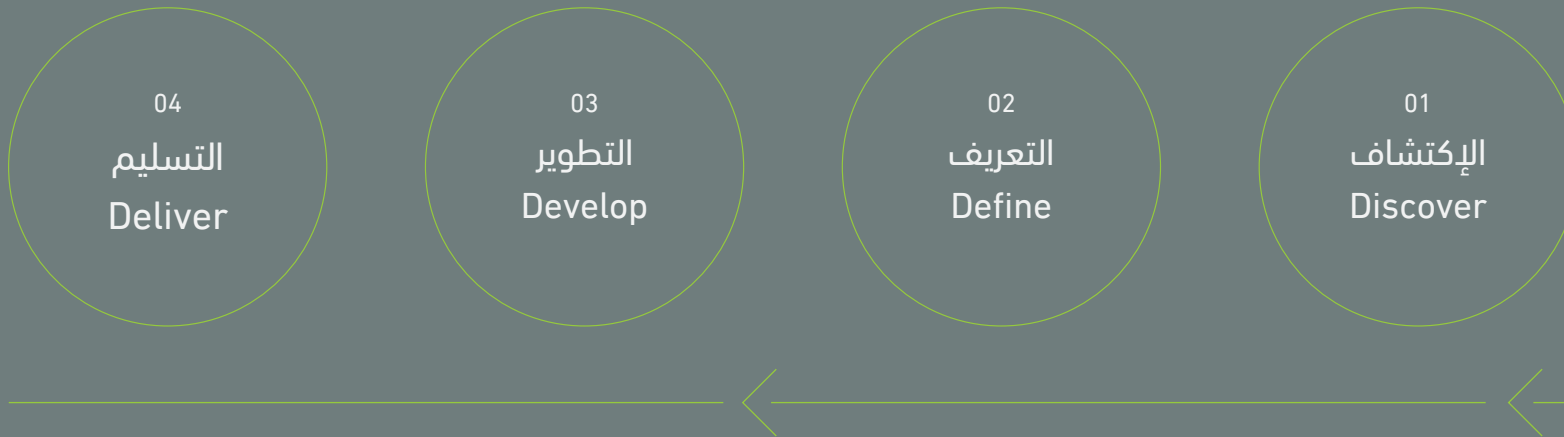 01
الإكتشاف
Discover
02
التعريف
Define
03
التطوير
Develop
04
التسليم
Deliver